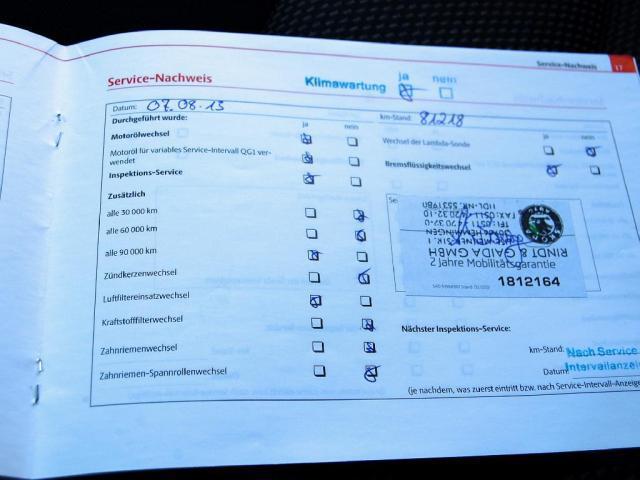 Service-Nachweis 17
Service-Nachweis Klimawartung ja nein
Datum: 07.08.13 km-Stand: 81218
Durchgeführt wurde: ja nein ja nein
Motorölwechsel Wechsel der Lambda-Sonde
Motoröl für variables Service-Intervall QG1 ver-
wendet Bremsflüssigkeitswechsel
Inspektions-Service
Zusätzlich
alle 30 000 km
alle 60 000 km
alle 90 000 km
Zündkerzenwechsel
Luftfiltereinsatzwechsel
Kraftstofffilterwechsel
Zahnriemenwechsel
Zahnriemen-Spannrollenwechsel
RINDT & GAIDA GMBH
2 Jahre Mobilitätsgarantie
1812164
Nächster Inspektions-Service:
km-Stand: Nach Service
Datum: Intervallanzei
(je nachdem, was zuerst eintritt bzw. nach Service-Intervall-Anzeige